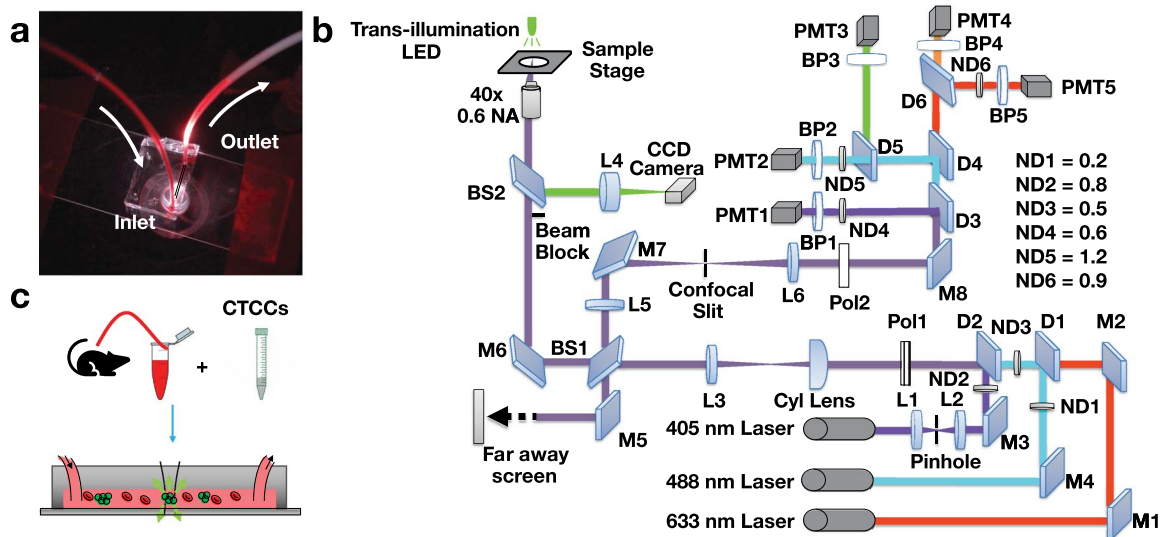 a
Outlet
Inlet
b
Trans-illumination
LED
Sample
Stage
40x
0.6 NA
BS2
L4
CCD
Camera
Beam
Block
PMT3
BP3
PMT4
BP4
ND6
D6
BP5
PMT5
BP2
PMT2
ND5
D5
D4
PMT1
BP1
ND4
D3
ND1 = 0.2
ND2 = 0.8
ND3 = 0.5
ND4 = 0.6
ND5 = 1.2
ND6 = 0.9
M7
Confocal
Slit
L6
Pol2
M8
L5
M6
BS1
L3
Cyl Lens
Pol1
D2
ND3
D1
M2
ND2
ND1
L1
L2
M5
Far away
screen
405 nm Laser
Pinhole
M3
488 nm Laser
M4
633 nm Laser
M1
c
CTCCs
+